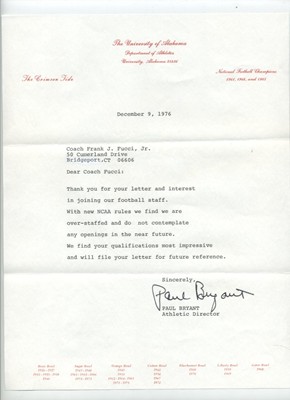 The University of Alabama
Department of Athletics
University, Alabama 35486
The Crimson Tide
National Football Champions
December 9, 1976
Coach Frank J. Fucci, Jr.
50 Cumerland Drive
Bridgeport, CT 06606
Dear Coach Fucci:
Thank you for your letter and interest
in joining our football staff.
With new NCAA rules we find we are
over-staffed and do not contemplate
any openings in the near future.
We find your qualifications most impressive
and will file your letter for future reference.
Sincerely,
Paul Bryant
PAUL BRYANT
Athletic Director
Rose Bowl
Sugar Bowl
Orange Bowl
Cotton Bowl
Bluebonnet Bowl
Liberty Bowl
Gator Bowl